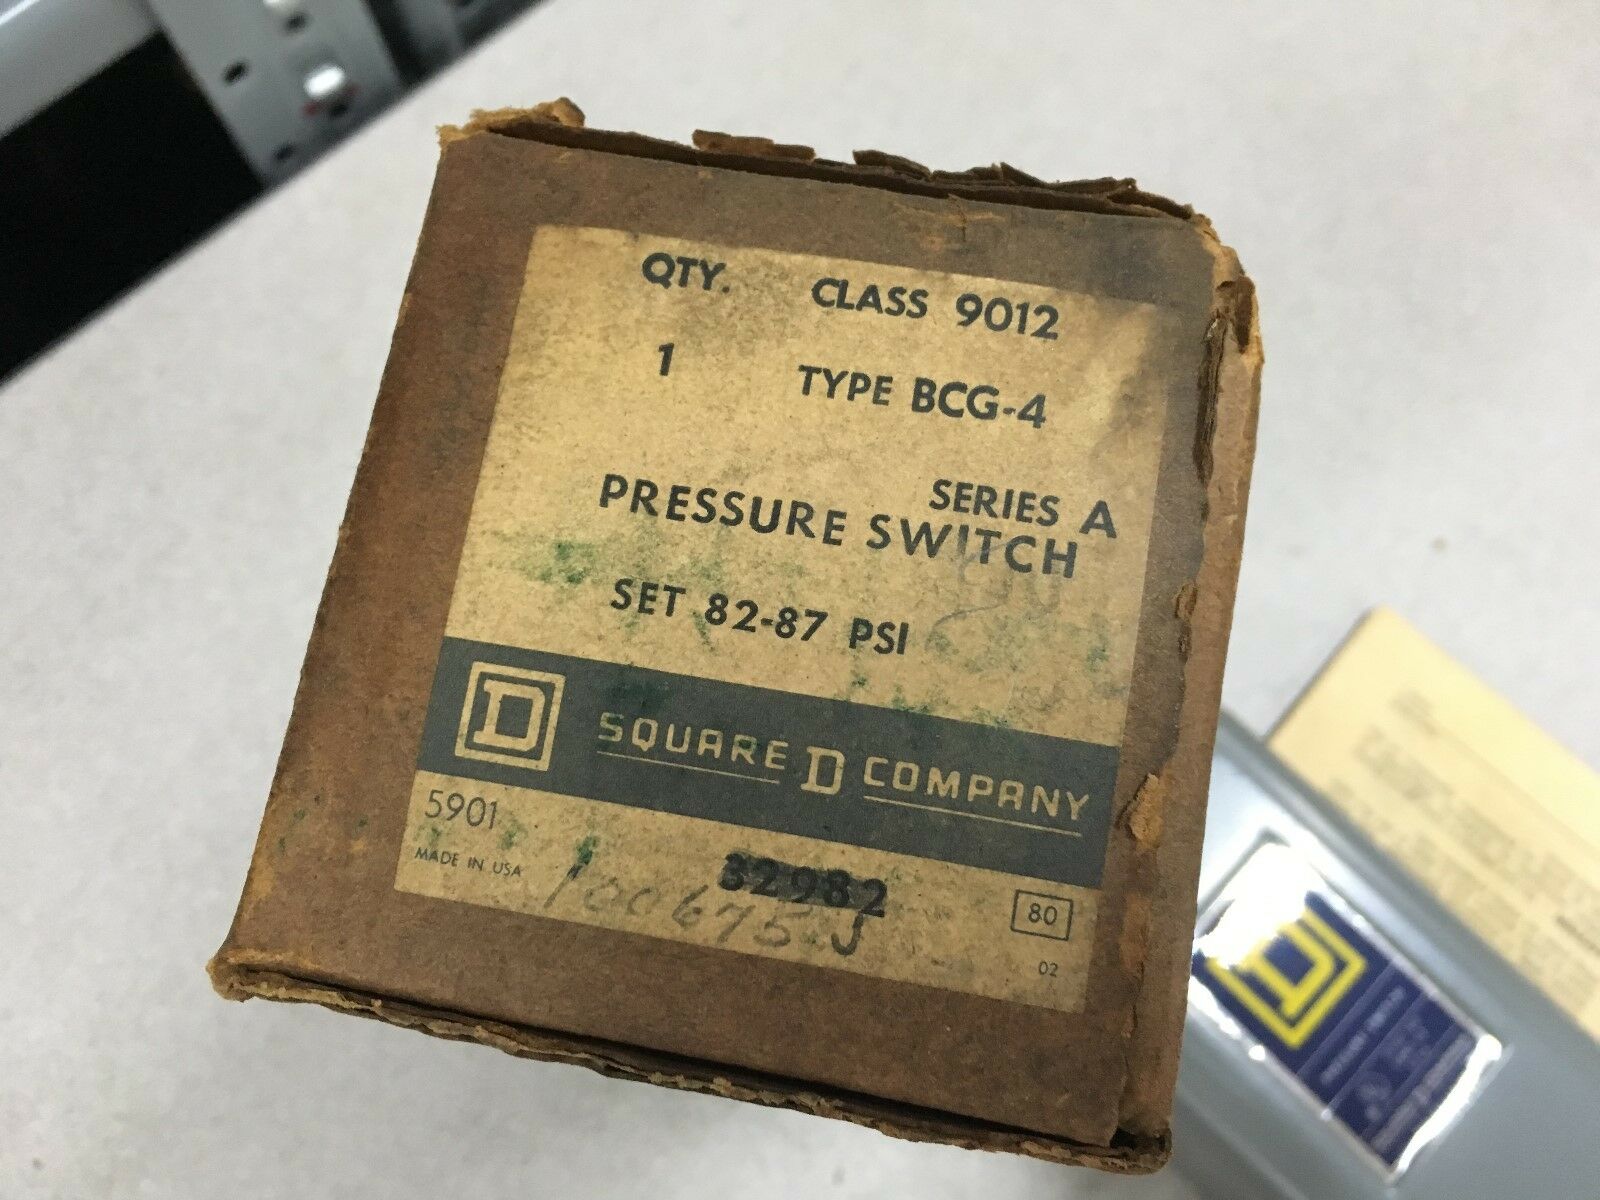 QTY. CLASS 9012
1 TYPE BCG-4
SERIES A
PRESSURE SWITCH
SET 82-87 PSI
D SQUARE D COMPANY
5901
MADE IN USA
32982
100675-J
80
02
D